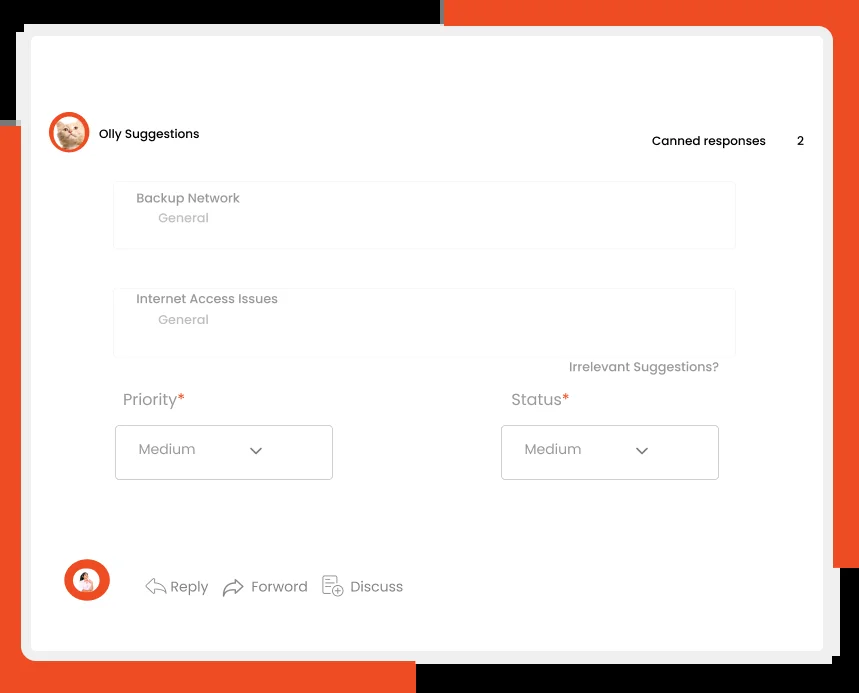 Olly Suggestions
Canned responses 2
Backup Network
General
Internet Access Issues
General
Irrelevant Suggestions?
Priority* Status*
Medium Medium
Reply Forword Discuss